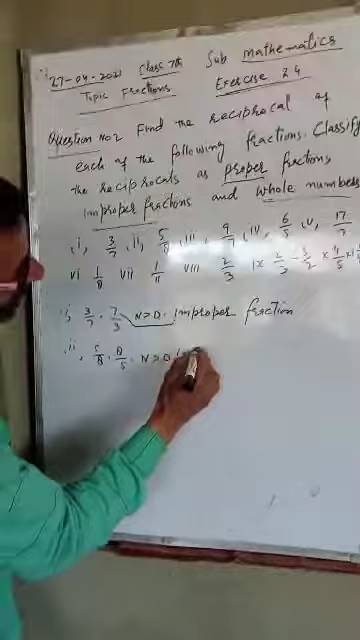 27-04-2021 Class 7th Sub Mathematics
Topic Fractions Exercise 2.4
Question No 2 Find the reciprocal of
each of the following fractions. Classify
the reciprocals as proper fractions
improper fractions and whole numbers
i, 3/7 ii, 5/8 iii, 9/7 iv, 6/5 v, 12/7
vi 1/8 vii 1/11 viii 2/3 ix 2/3
i, 3/7 . 7/3 N>D. improper fraction
ii, 5/8 . 8/5 N>D